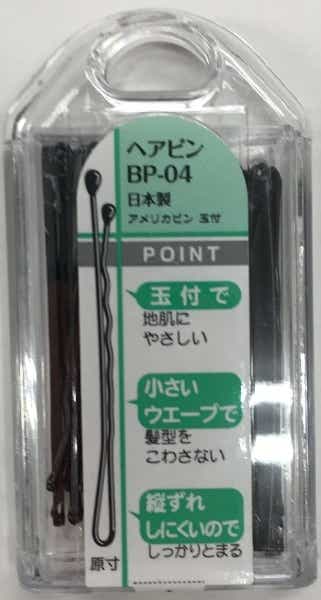 ヘアピン
BP-04
日本製
アメリカピン 玉付
POINT
玉付で
地肌に
やさしい
小さい
ウエーブで
髪型を
こわさない
縦ずれ
しにくいので
しっかりとまる
原寸